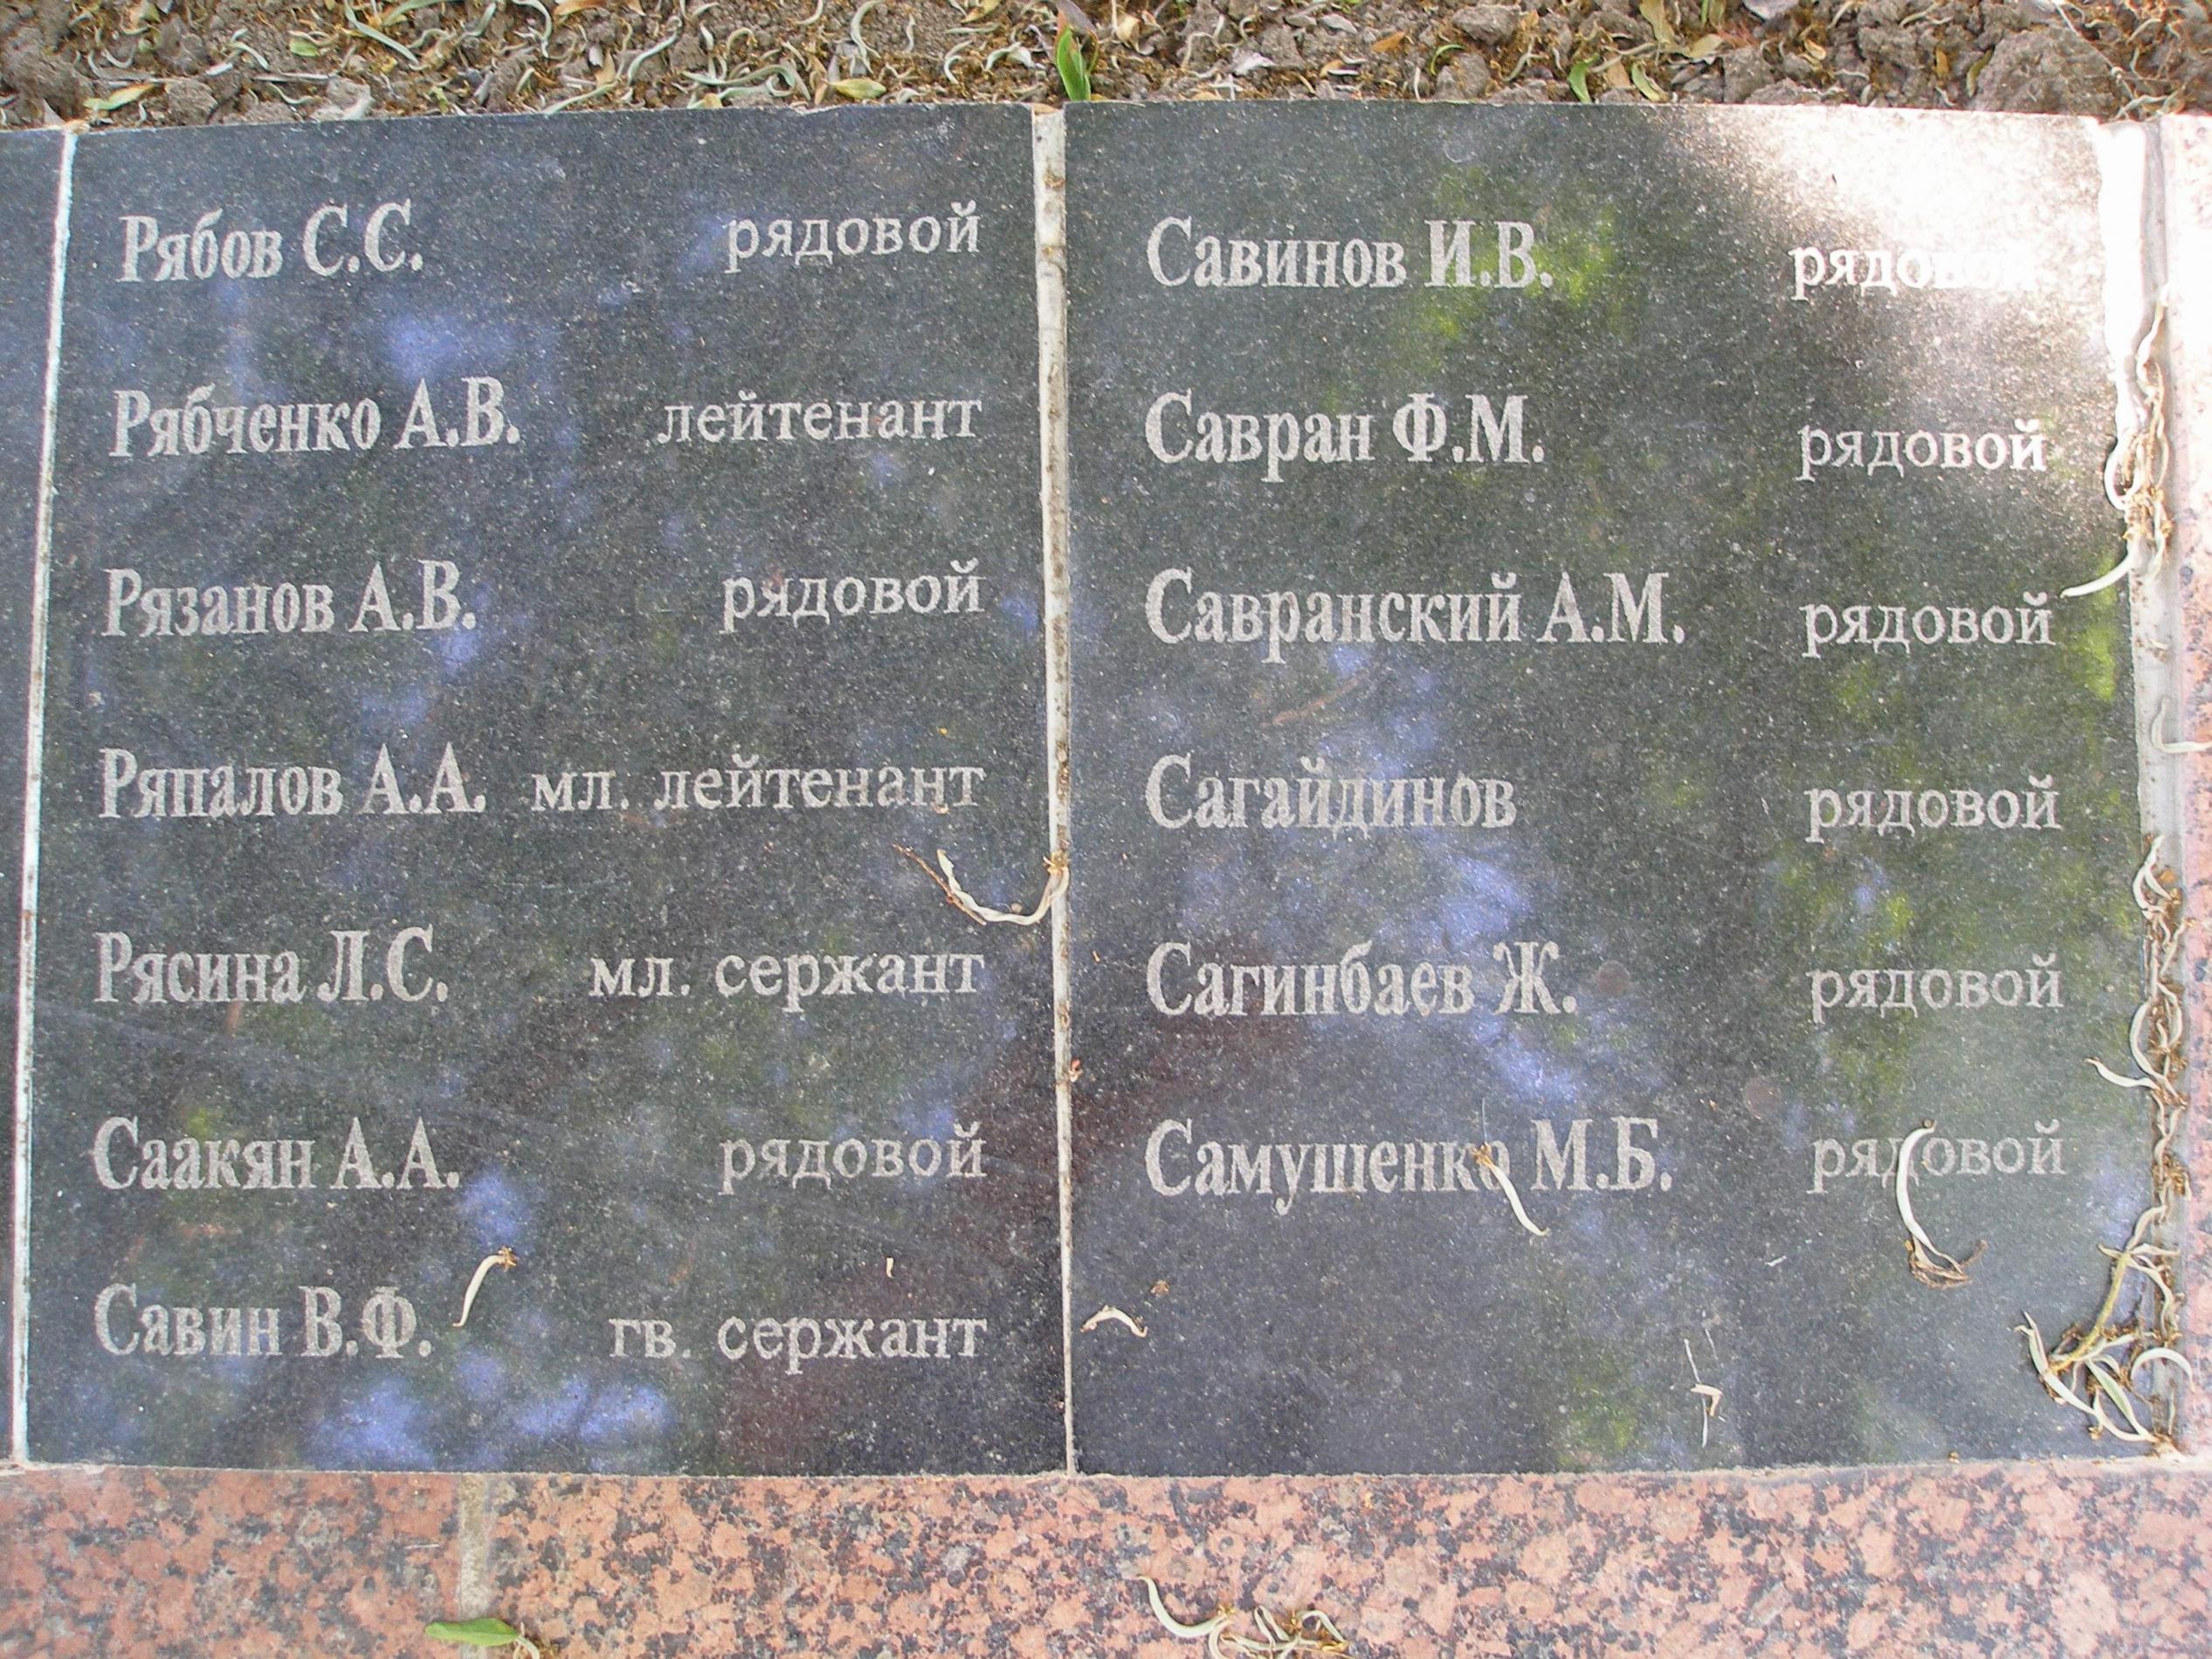 Рябов С.С. рядовой
Рябченко А.В. лейтенант
Рязанов А.В. рядовой
Ряпалов А.А. мл. лейтенант
Рясина Л.С. мл. сержант
Саакян А.А. рядовой
Савин В.Ф. гв. сержант
Савинов И.В. рядовой
Савран Ф.М. рядовой
Савранский А.М. рядовой
Сагайдинов рядовой
Сагинбаев Ж. рядовой
Самушенко М.Б. рядовой